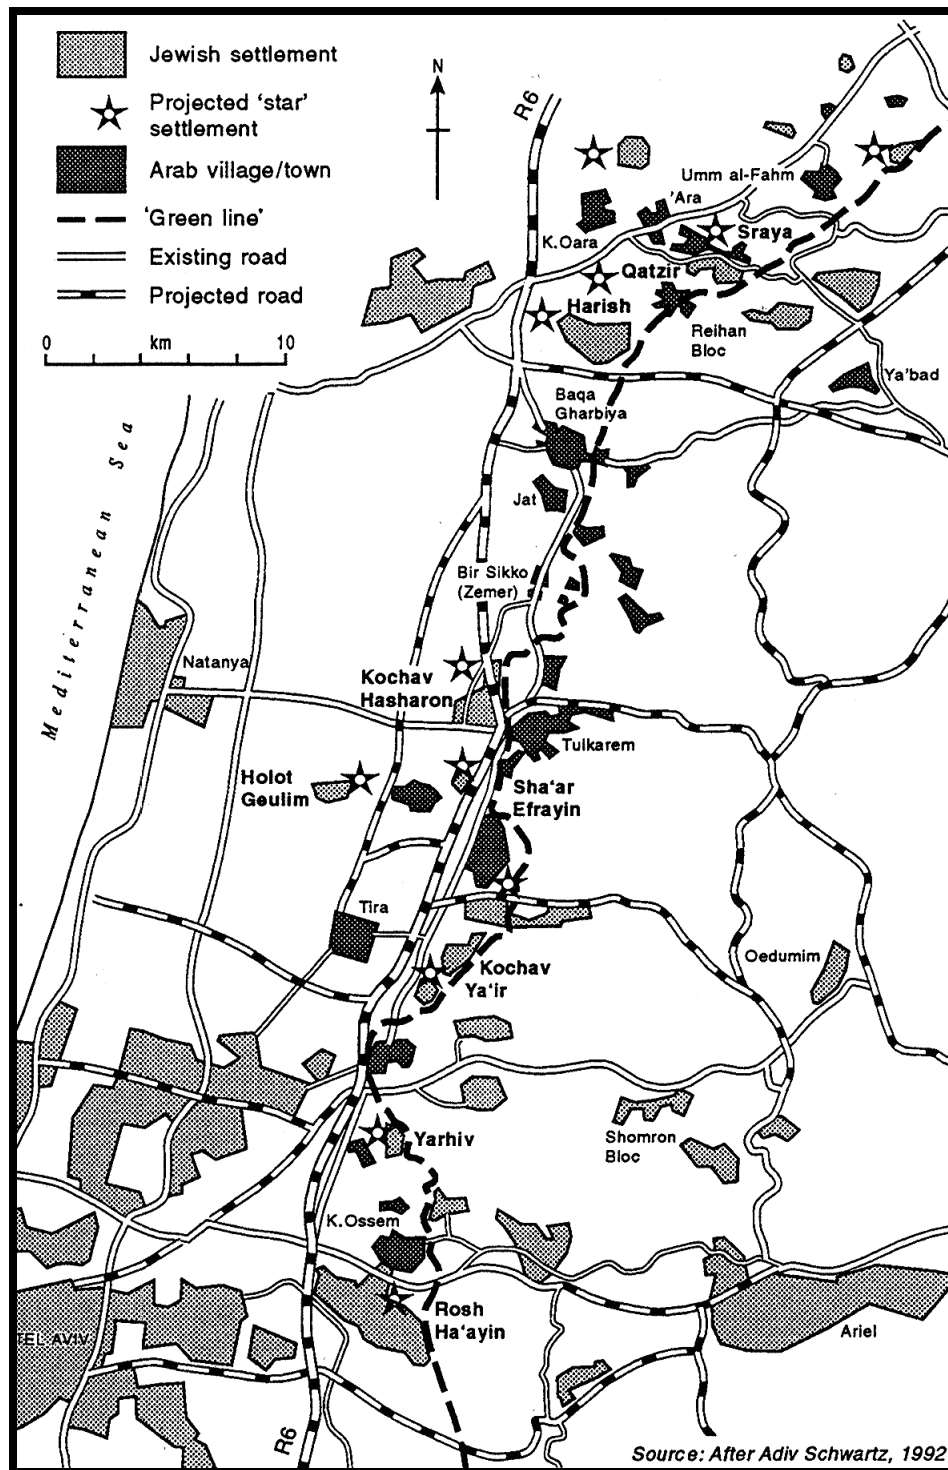 Jewish settlement
Projected 'star'
settlement
Arab village/town
'Green line'
Existing road
Projected road
0 km 10
N
R6
Umm al-Fahm
'Ara
K.Oara
Sraya
Qatzir
Harish
Reihan
Bloc
Ya'bad
Baqa
Gharbiya
Jat
Mediterranean Sea
Bir Sikko
(Zemer)
Natanya
Kochav
Hasharon
Tulkarem
Holot
Geulim
Sha'ar
Efrayin
Tira
Oedumim
Kochav
Ya'ir
Yarhiv
Shomron
Bloc
K.Ossem
Rosh
Ha'ayin
TEL AVIV
Ariel
R6
Source: After Adiv Schwartz, 1992